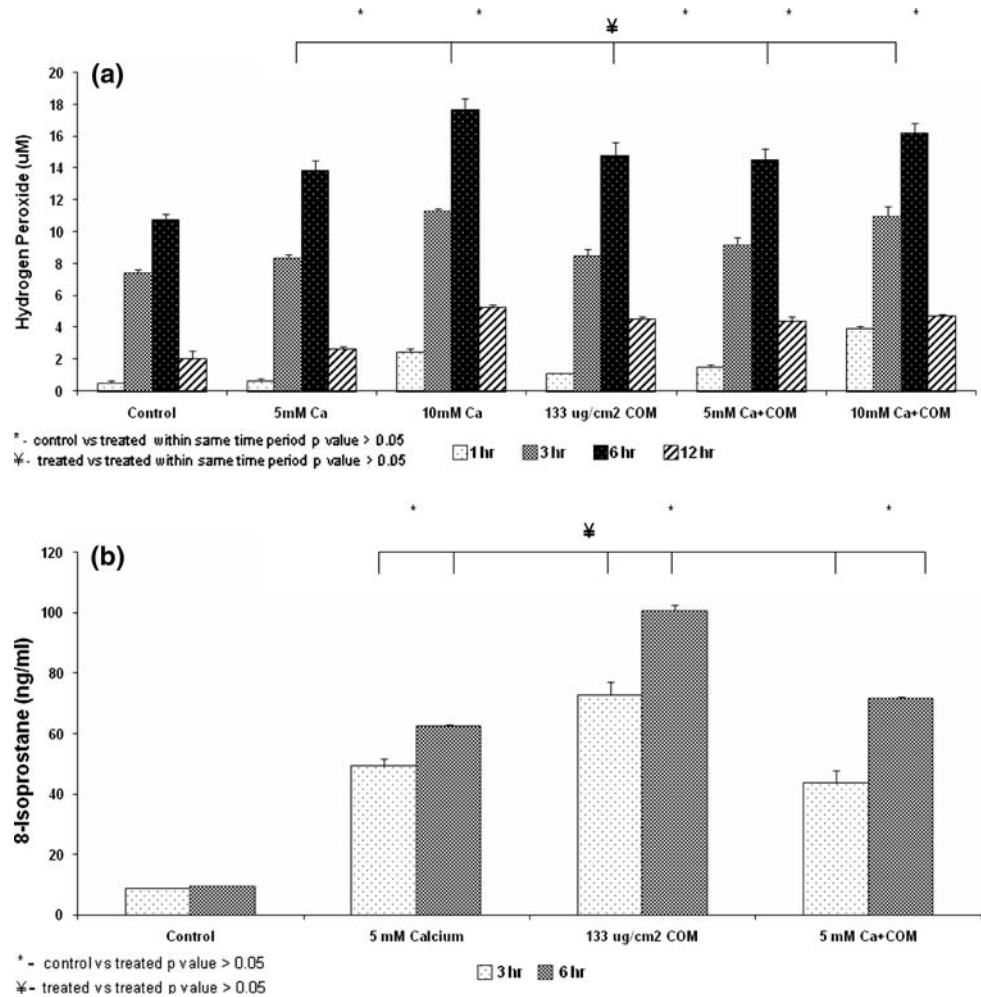 * * * * *
¥
(a)
Hydrogen Peroxide (uM)
20
18
16
14
12
10
8
6
4
2
0
Control 5mM Ca 10mM Ca 133 ug/cm2 COM 5mM Ca+COM 10mM Ca+COM
* - control vs treated within same time period p value > 0.05
¥ - treated vs treated within same time period p value > 0.05
1 hr 3 hr 6 hr 12 hr
* * *
¥
(b)
8-Isoprostane (ng/ml)
120
100
80
60
40
20
0
Control 5 mM Calcium 133 ug/cm2 COM 5 mM Ca+COM
* - control vs treated p value > 0.05
¥ - treated vs treated p value > 0.05
3 hr 6 hr